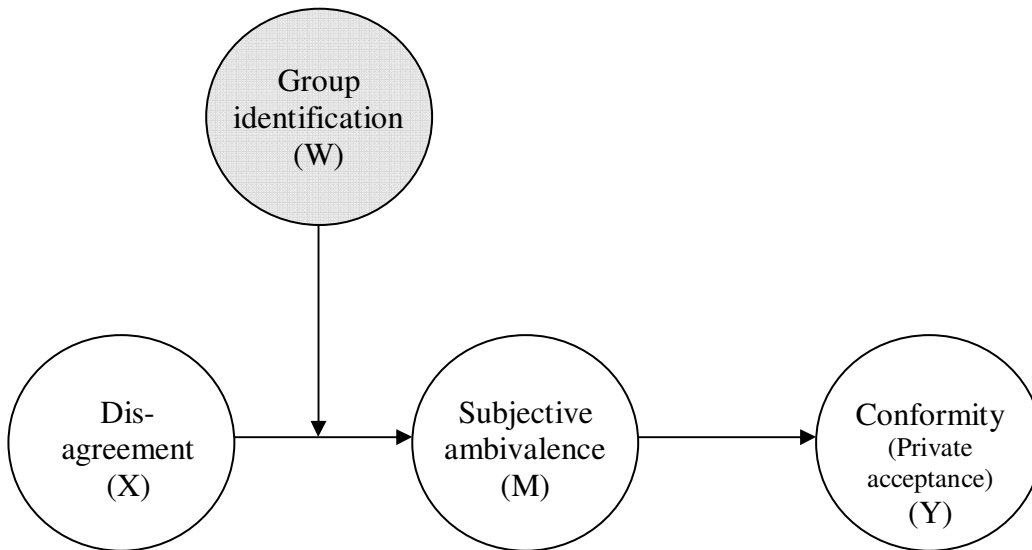 Group
identification
(W)
Dis-
agreement
(X)
Subjective
ambivalence
(M)
Conformity
(Private
acceptance)
(Y)